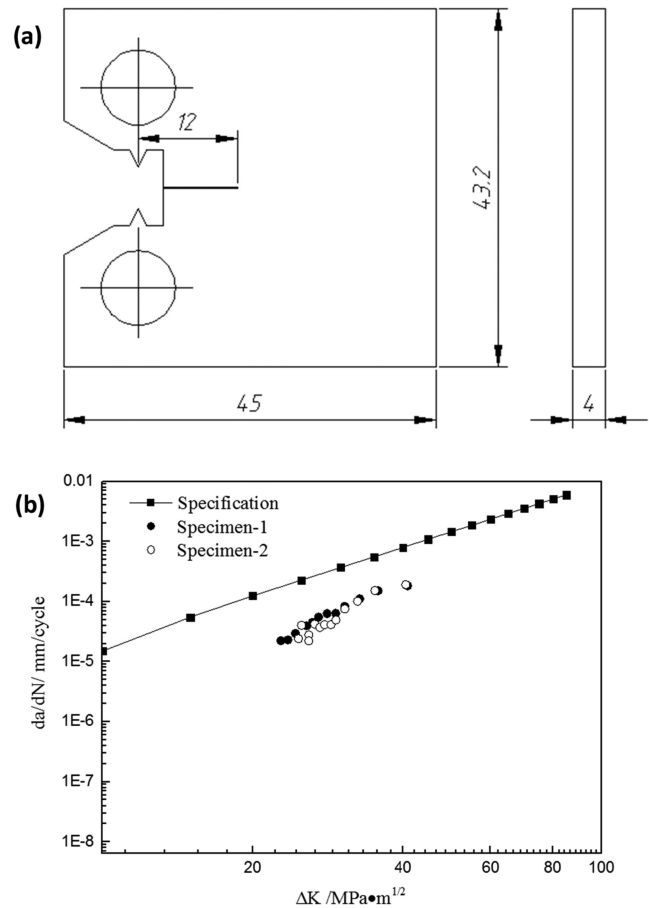 (a)
12
43.2
45
4
(b)
0.01
1E-3
1E-4
1E-5
1E-6
1E-7
1E-8
da/dN/ mm/cycle
Specification
Specimen-1
Specimen-2
20
40
60
80
100
ΔK /MPa●m^{1/2}